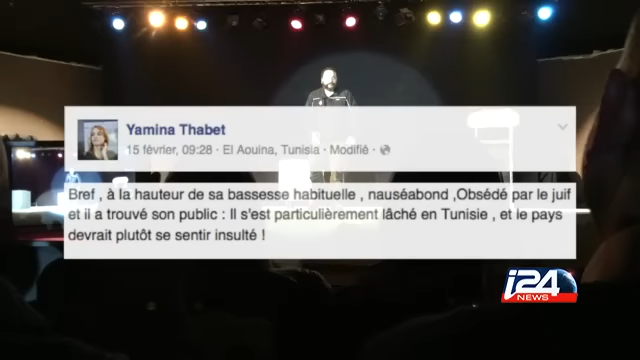 Yamina Thabet
15 février, 09:28 · El Aouina, Tunisia · Modifié ·
Bref , à la hauteur de sa bassesse habituelle , nauséabond ,Obsédé par le juif
et il a trouvé son public : Il s'est particulièrement lâché en Tunisie , et le pays
devrait plutôt se sentir insulté !
i24
NEWS